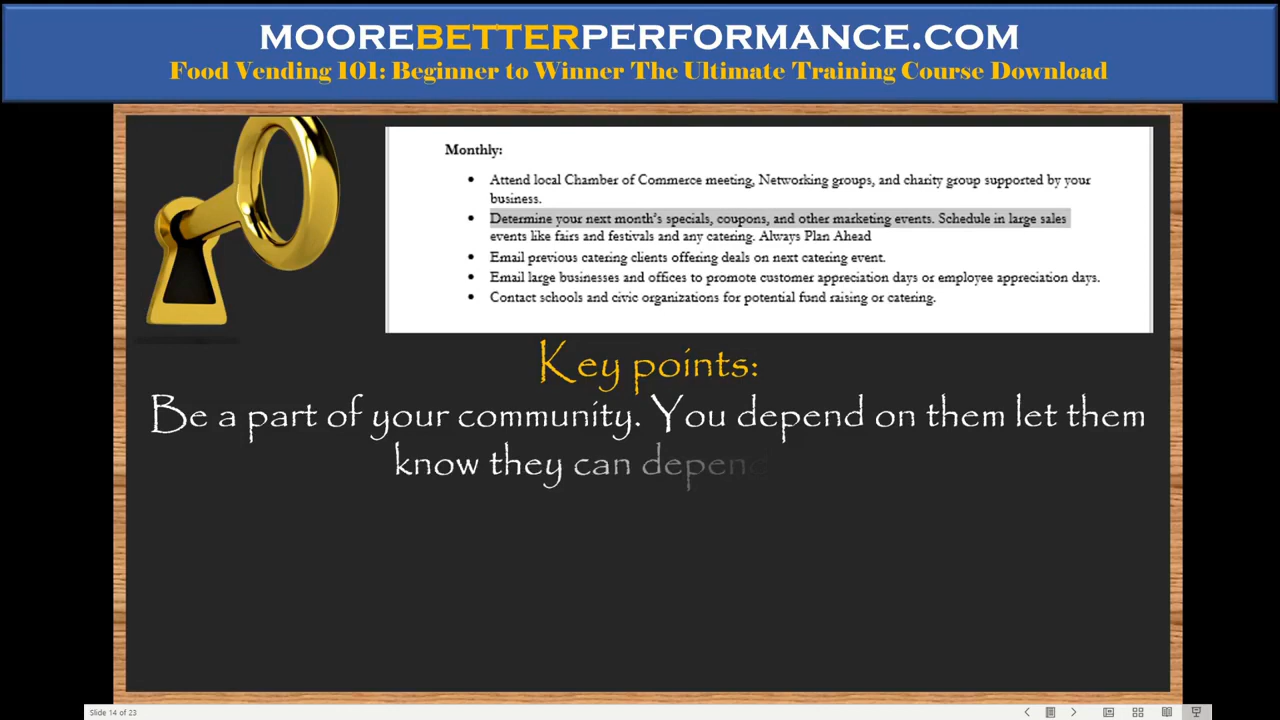 MOOREBETTERPERFORMANCE.COM
Food Vending 101: Beginner to Winner The Ultimate Training Course Download
Monthly:
• Attend local Chamber of Commerce meeting, Networking groups, and charity group supported by your
business.
• Determine your next month's specials, coupons, and other marketing events. Schedule in large sales
events like fairs and festivals and any catering. Always Plan Ahead
• Email previous catering clients offering deals on next catering event.
• Email large businesses and offices to promote customer appreciation days or employee appreciation days.
• Contact schools and civic organizations for potential fund raising or catering.
Key points:
Be a part of your community. You depend on them let them
know they can depend
Slide 14 of 23